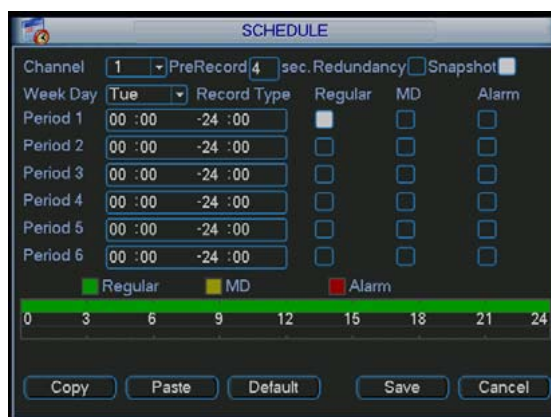 SCHEDULE
Channel 1 PreRecord 4 sec. Redundancy Snapshot
Week Day Tue Record Type Regular MD Alarm
Period 1 00 :00 -24 :00
Period 2 00 :00 -24 :00
Period 3 00 :00 -24 :00
Period 4 00 :00 -24 :00
Period 5 00 :00 -24 :00
Period 6 00 :00 -24 :00
Regular MD Alarm
0 3 6 9 12 15 18 21 24
Copy Paste Default Save Cancel